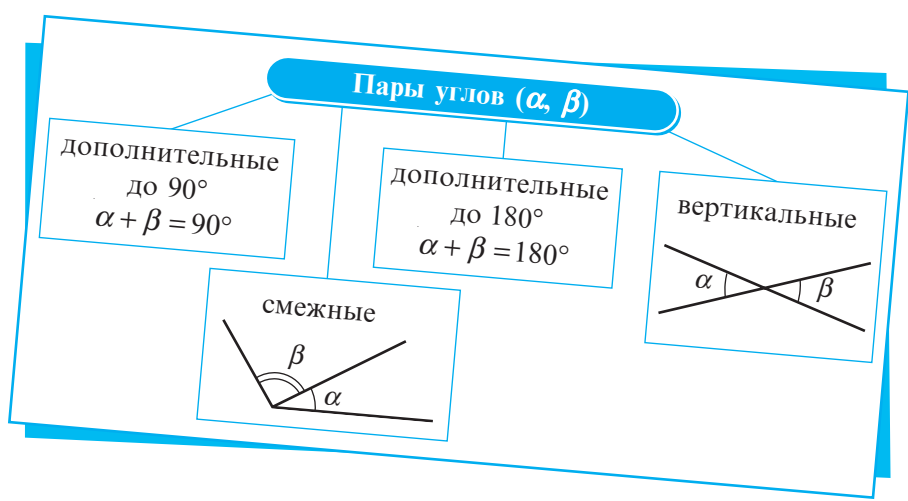 Пары углов (α, β)
дополнительные
до 90°
α + β = 90°
дополнительные
до 180°
α + β = 180°
вертикальные
α β
смежные
β
α